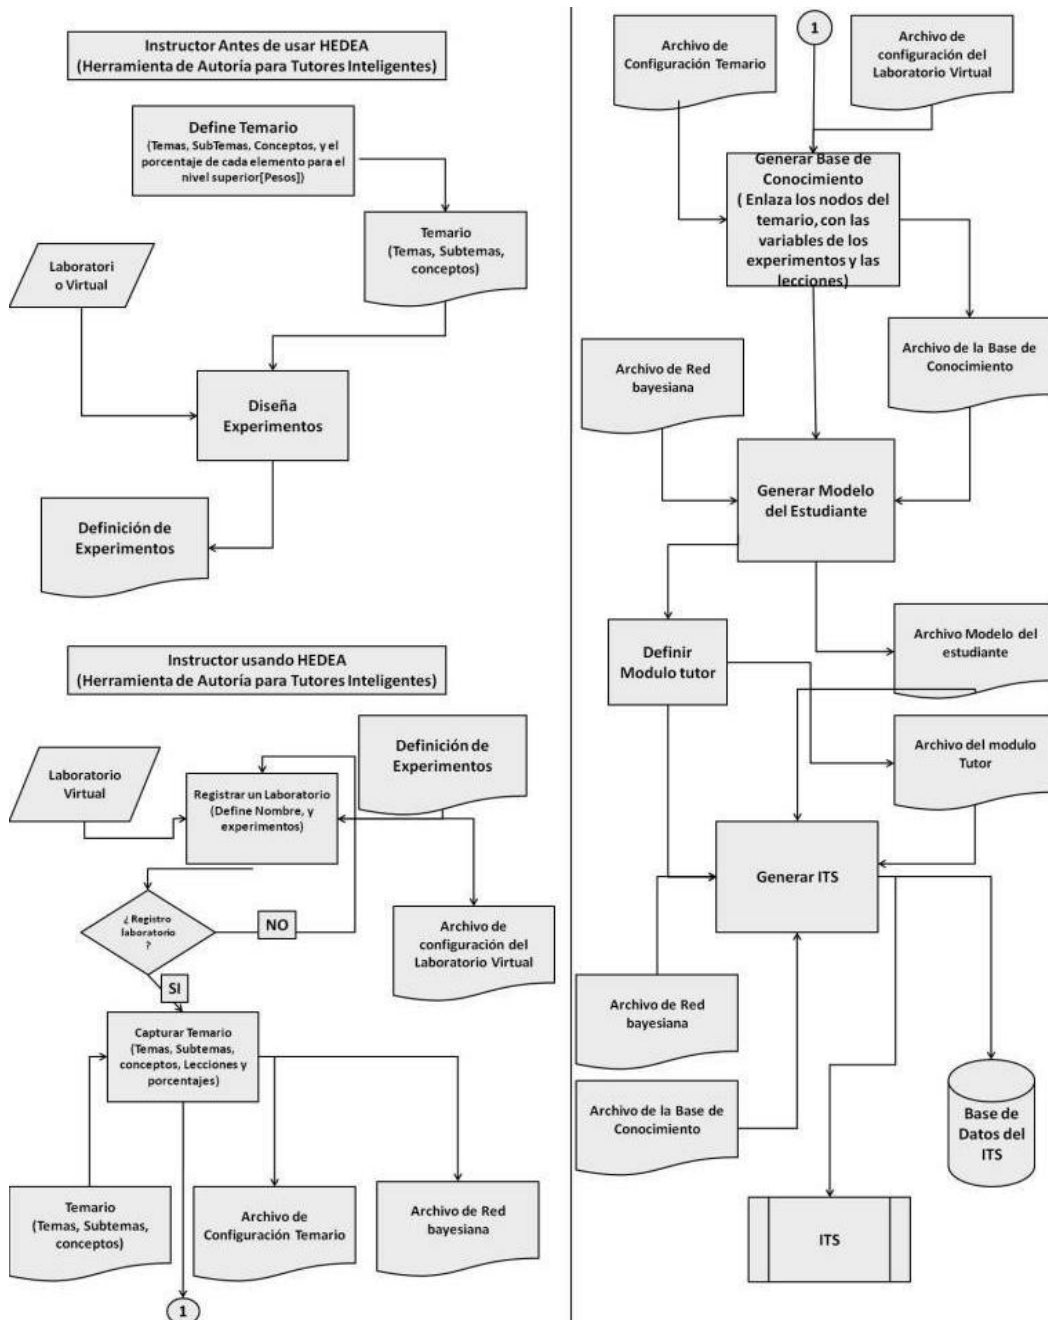 Instructor Antes de usar HEDEA
(Herramienta de Autoría para Tutores Inteligentes)
Define Temario
(Temas, SubTemas, Conceptos, y el
porcentaje de cada elemento para el
nivel superior[Pesos])
Temario
(Temas, Subtemas,
conceptos)
Laboratori
o Virtual
Diseña
Experimentos
Definición de
Experimentos
Instructor usando HEDEA
(Herramienta de Autoría para Tutores Inteligentes)
Laboratorio
Virtual
Registrar un Laboratorio
(Define Nombre, y
experimentos)
Definición de
Experimentos
¿ Registro
laboratorio
?
NO
Archivo de
configuración del
Laboratorio Virtual
SI
Capturar Temario
(Temas, Subtemas,
conceptos, Lecciones y
porcentajes)
Temario
(Temas, Subtemas,
conceptos)
Archivo de
Configuración Temario
Archivo de Red
bayesiana
1
1
Archivo de
Configuración Temario
Archivo de
configuración del
Laboratorio Virtual
Generar Base de
Conocimiento
( Enlaza los nodos del
temario, con las
variables de los
experimentos y las
lecciones)
Archivo de Red
bayesiana
Archivo de la Base de
Conocimiento
Generar Modelo
del Estudiante
Definir
Modulo tutor
Archivo Modelo del
estudiante
Archivo del modulo
Tutor
Generar ITS
Archivo de Red
bayesiana
Archivo de la Base de
Conocimiento
Base de
Datos del
ITS
ITS